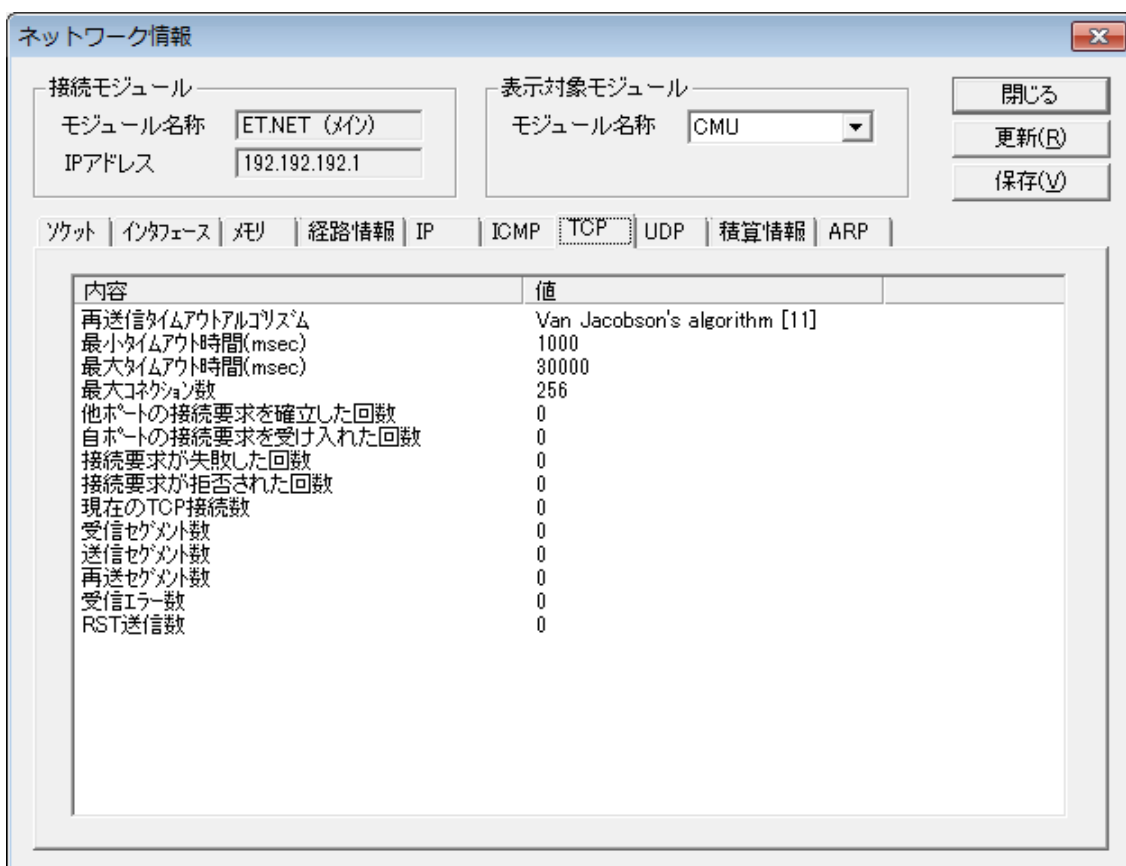 ネットワーク情報
接続モジュール
モジュール名称 ET.NET (メイン)
IPアドレス 192.192.192.1
表示対象モジュール
モジュール名称 CMU
閉じる
更新(R)
保存(V)
ソケット インタフェース メモリ 経路情報 IP ICMP TCP UDP 積算情報 ARP
内容 値
再送信タイムアウトアルゴリズム Van Jacobson's algorithm [11]
最小タイムアウト時間(msec) 1000
最大タイムアウト時間(msec) 30000
最大コネクション数 256
他ポートの接続要求を確立した回数 0
自ポートの接続要求を受け入れた回数 0
接続要求が失敗した回数 0
接続要求が拒否された回数 0
現在のTCP接続数 0
受信セグメント数 0
送信セグメント数 0
再送セグメント数 0
受信エラー数 0
RST送信数 0